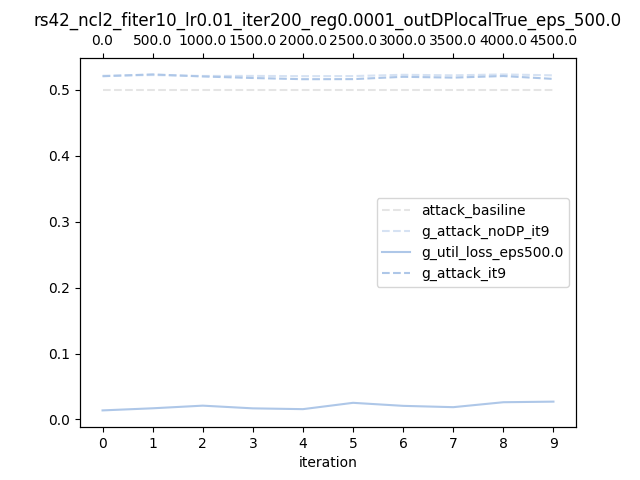 rs42_ncl2_fiter10_lr0.01_iter200_reg0.0001_outDPlocalTrue_eps_500.0
0.0 500.0 1000.0 1500.0 2000.0 2500.0 3000.0 3500.0 4000.0 4500.0
0.5
0.4
0.3
0.2
0.1
0.0
attack_basiline
g_attack_noDP_it9
g_util_loss_eps500.0
g_attack_it9
0 1 2 3 4 5 6 7 8 9
iteration